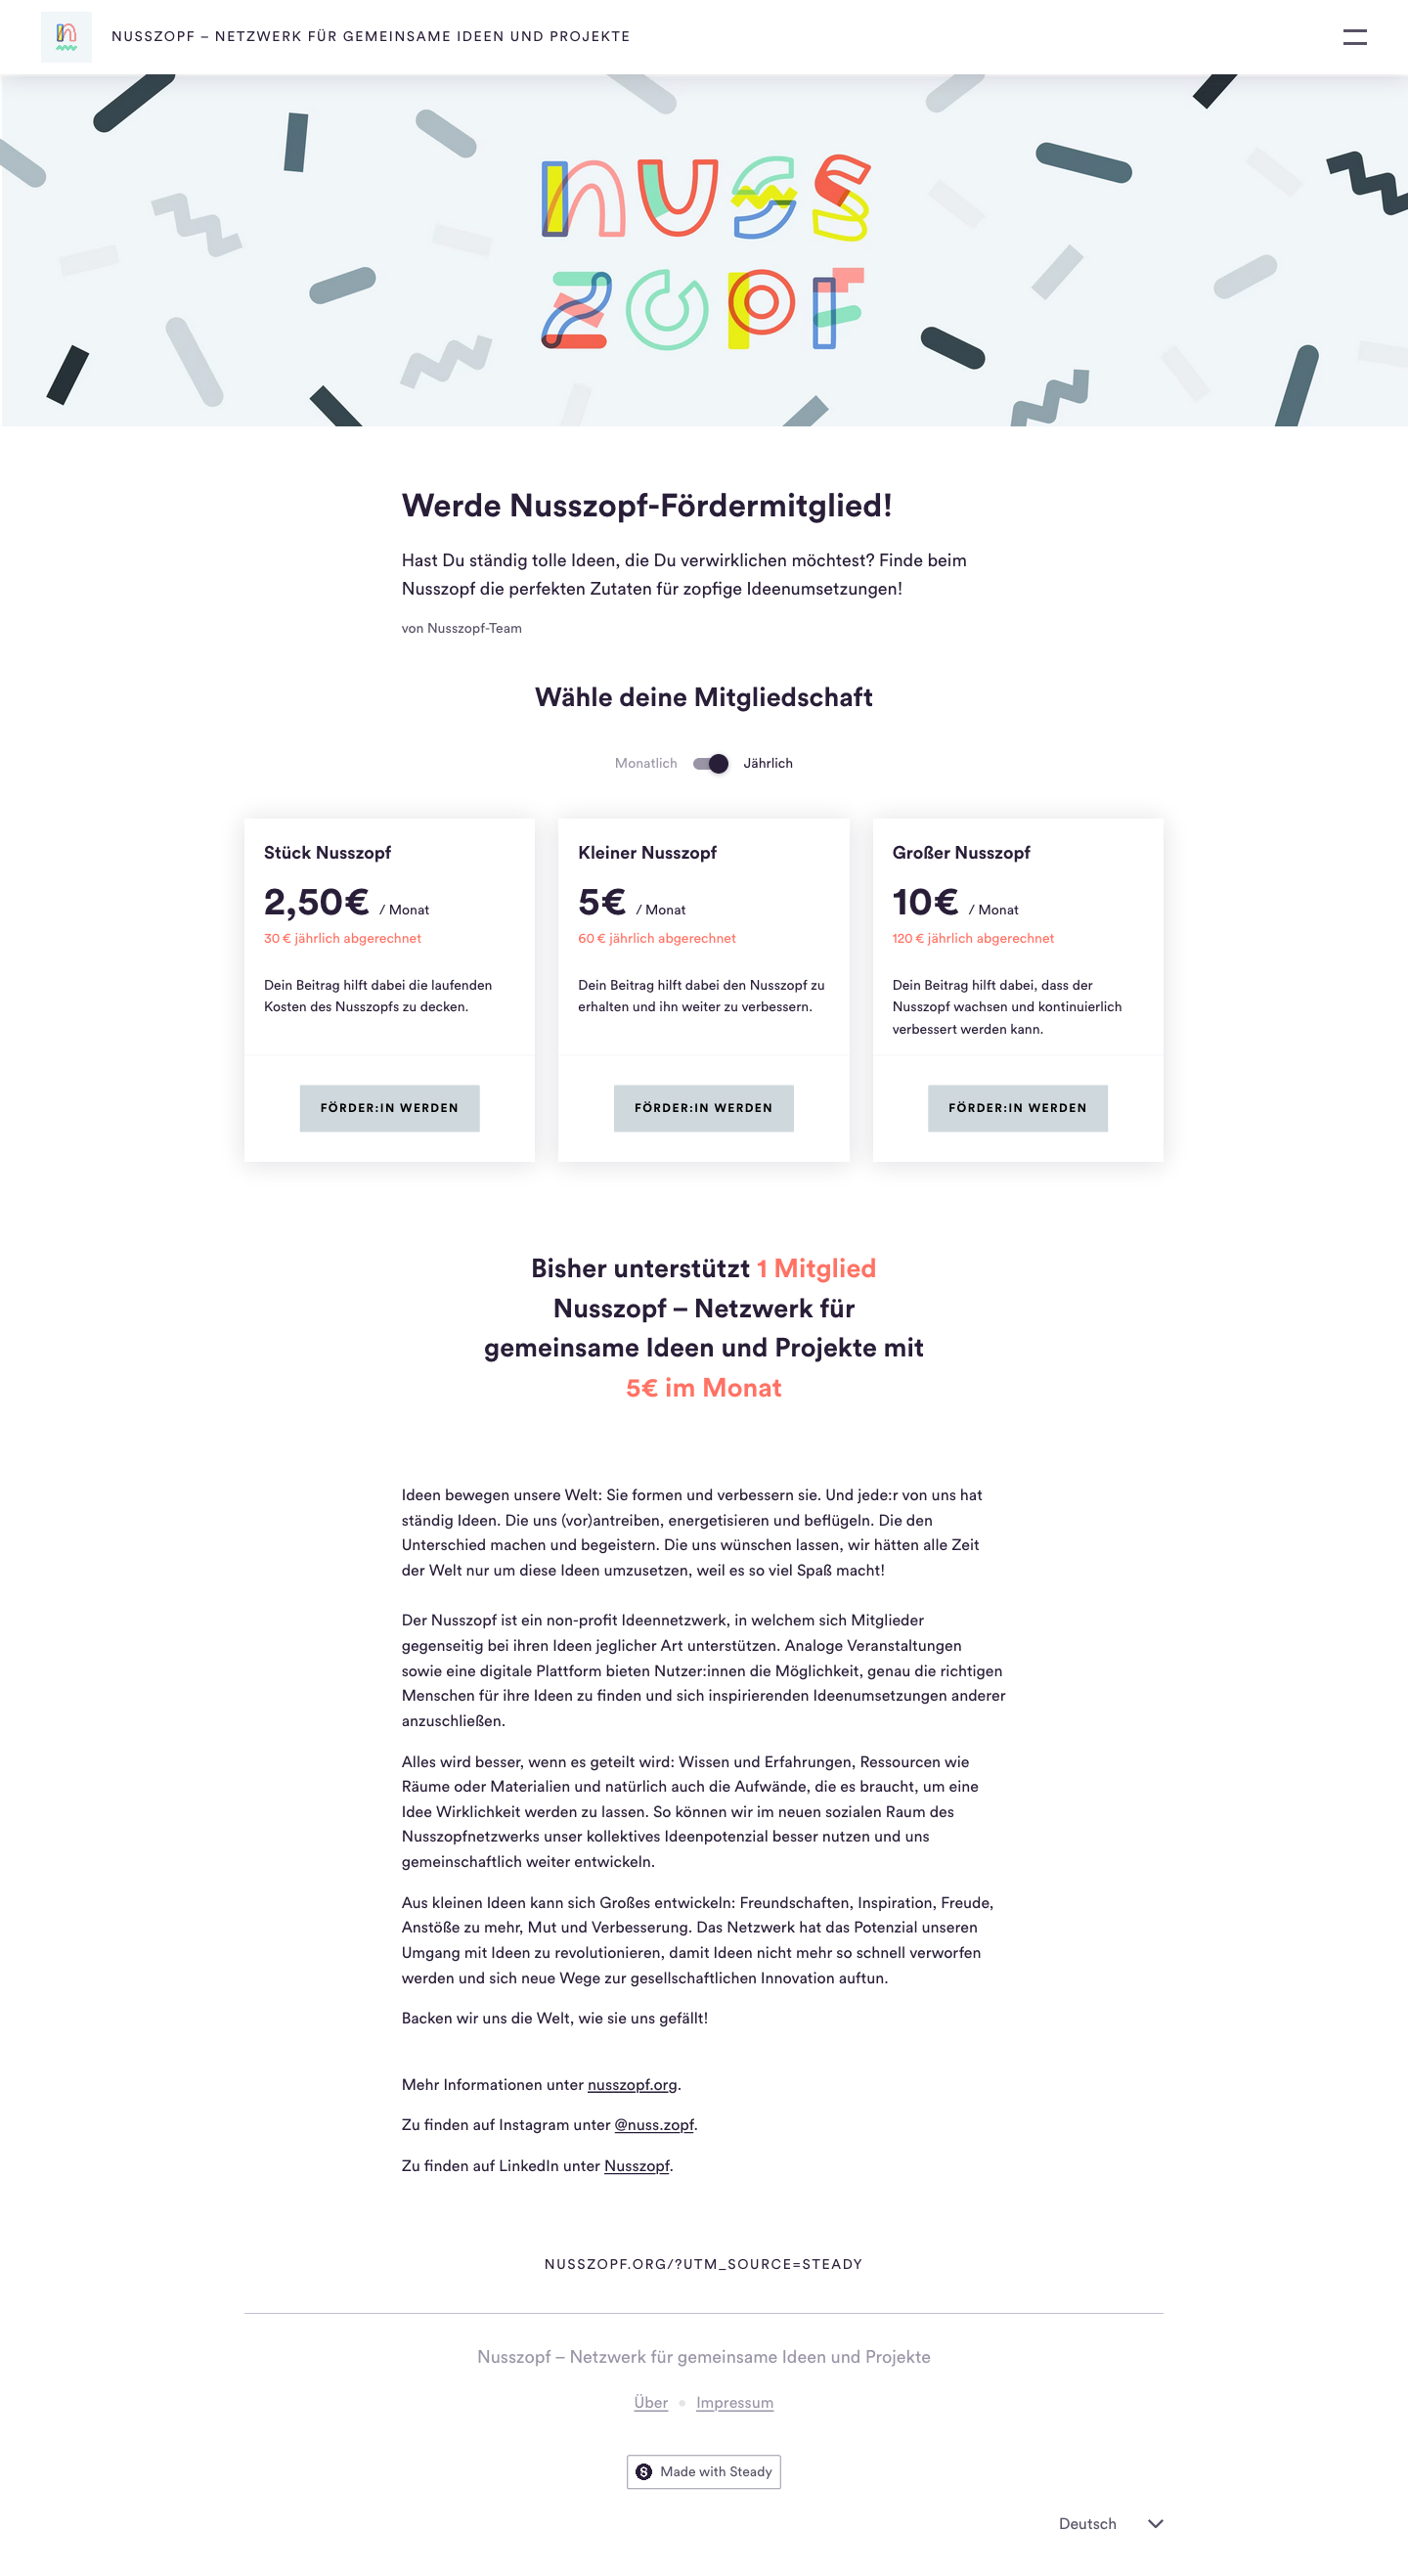 NUSSZOPF – NETZWERK FÜR GEMEINSAME IDEEN UND PROJEKTE
nuss
zopf
Werde Nusszopf-Fördermitglied!
Hast Du ständig tolle Ideen, die Du verwirklichen möchtest? Finde beim
Nusszopf die perfekten Zutaten für zopfige Ideenumsetzungen!
von Nusszopf-Team
Wähle deine Mitgliedschaft
Monatlich Jährlich
Stück Nusszopf
2,50€ / Monat
30 € jährlich abgerechnet
Dein Beitrag hilft dabei die laufenden
Kosten des Nusszopfs zu decken.
FÖRDER:IN WERDEN
Kleiner Nusszopf
5€ / Monat
60 € jährlich abgerechnet
Dein Beitrag hilft dabei den Nusszopf zu
erhalten und ihn weiter zu verbessern.
FÖRDER:IN WERDEN
Großer Nusszopf
10€ / Monat
120 € jährlich abgerechnet
Dein Beitrag hilft dabei, dass der
Nusszopf wachsen und kontinuierlich
verbessert werden kann.
FÖRDER:IN WERDEN
Bisher unterstützt 1 Mitglied
Nusszopf – Netzwerk für
gemeinsame Ideen und Projekte mit
5€ im Monat
Ideen bewegen unsere Welt: Sie formen und verbessern sie. Und jede:r von uns hat
ständig Ideen. Die uns (vor)antreiben, energetisieren und beflügeln. Die den
Unterschied machen und begeistern. Die uns wünschen lassen, wir hätten alle Zeit
der Welt nur um diese Ideen umzusetzen, weil es so viel Spaß macht!
Der Nusszopf ist ein non-profit Ideennetzwerk, in welchem sich Mitglieder
gegenseitig bei ihren Ideen jeglicher Art unterstützen. Analoge Veranstaltungen
sowie eine digitale Plattform bieten Nutzer:innen die Möglichkeit, genau die richtigen
Menschen für ihre Ideen zu finden und sich inspirierenden Ideenumsetzungen anderer
anzuschließen.
Alles wird besser, wenn es geteilt wird: Wissen und Erfahrungen, Ressourcen wie
Räume oder Materialien und natürlich auch die Aufwände, die es braucht, um eine
Idee Wirklichkeit werden zu lassen. So können wir im neuen sozialen Raum des
Nusszopfnetzwerks unser kollektives Ideenpotenzial besser nutzen und uns
gemeinschaftlich weiter entwickeln.
Aus kleinen Ideen kann sich Großes entwickeln: Freundschaften, Inspiration, Freude,
Anstöße zu mehr, Mut und Verbesserung. Das Netzwerk hat das Potenzial unseren
Umgang mit Ideen zu revolutionieren, damit Ideen nicht mehr so schnell verworfen
werden und sich neue Wege zur gesellschaftlichen Innovation auftun.
Backen wir uns die Welt, wie sie uns gefällt!
Mehr Informationen unter nusszopf.org.
Zu finden auf Instagram unter @nuss.zopf.
Zu finden auf LinkedIn unter Nusszopf.
NUSSZOPF.ORG/?UTM_SOURCE=STEADY
Nusszopf – Netzwerk für gemeinsame Ideen und Projekte
Über • Impressum
Made with Steady
Deutsch